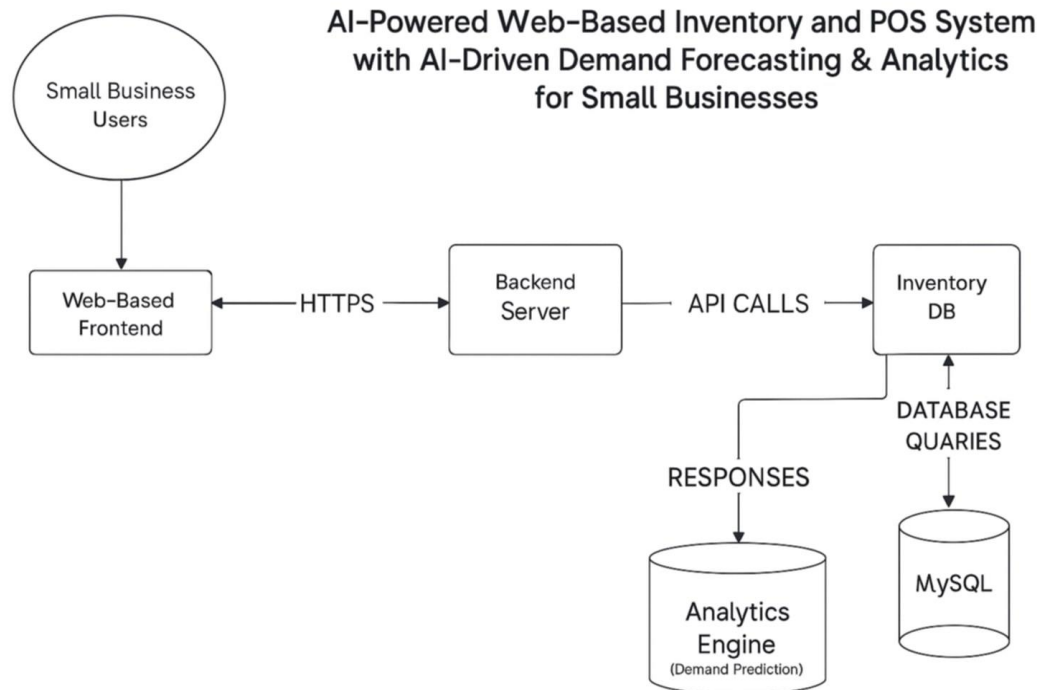 AI-Powered Web-Based Inventory and POS System
with AI-Driven Demand Forecasting & Analytics
for Small Businesses
Small Business
Users
Web-Based
Frontend
HTTPS
Backend
Server
API CALLS
Inventory
DB
DATABASE
QUARIES
RESPONSES
MySQL
Analytics
Engine
(Demand Prediction)